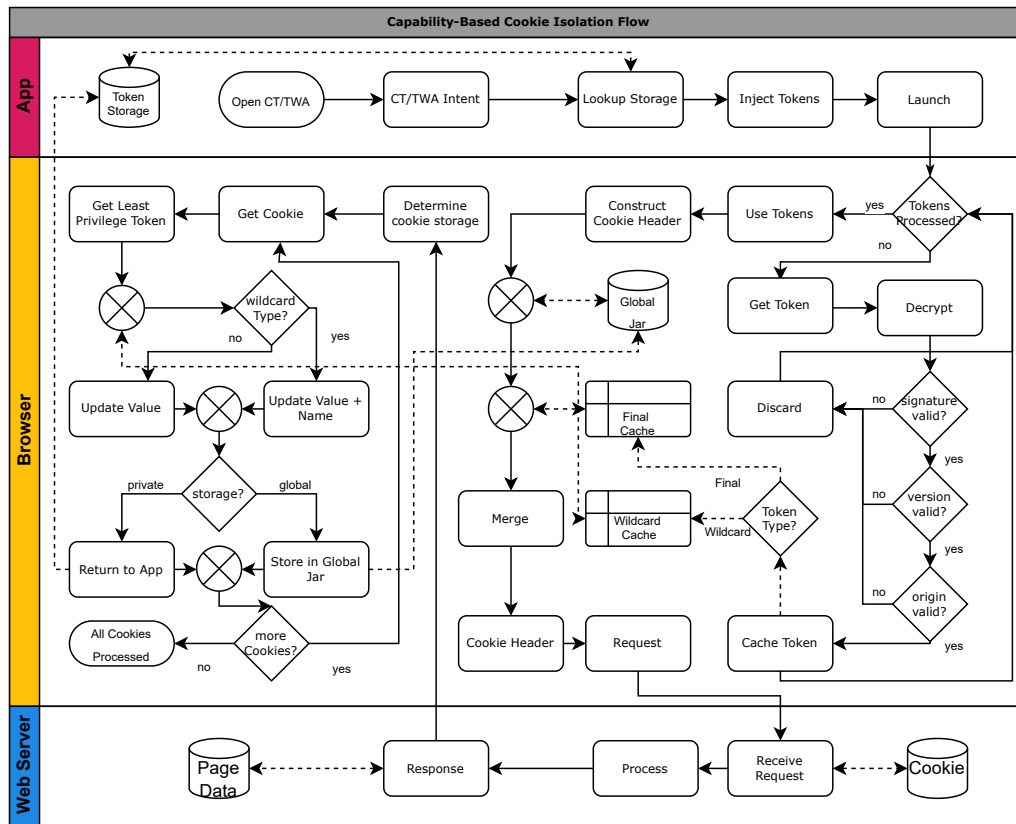 Capability-Based Cookie Isolation Flow
App
Token
Storage
Open CT/TWA
CT/TWA Intent
Lookup Storage
Inject Tokens
Launch
Browser
Get Least
Privilege Token
Get Cookie
Determine
cookie storage
Construct
Cookie Header
Use Tokens
yes
Tokens
Processed?
no
wildcard
Type?
no
yes
Global
Jar
Get Token
Decrypt
Update Value
Update Value +
Name
Final
Cache
Discard
no
signature
valid?
yes
private
storage?
global
Final
Merge
Wildcard
Cache
Wildcard
Token
Type?
no
version
valid?
yes
Return to App
Store in Global
Jar
no
origin
valid?
yes
All Cookies
Processed
no
more
Cookies?
yes
Cookie Header
Request
Cache Token
Web Server
Page
Data
Response
Process
Receive
Request
Cookie